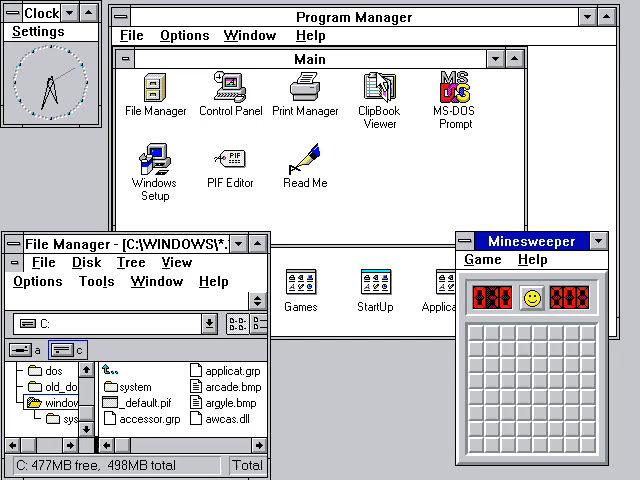 Clock
Settings
Program Manager
File Options Window Help
Main
File Manager
Control Panel
Print Manager
ClipBook
Viewer
MS-DOS
Prompt
Windows
Setup
PIF Editor
Read Me
Games
StartUp
Applica
File Manager - [C:\WINDOWS\*.
File Disk Tree View
Options Tools Window Help
C:
a
c
dos
old_do
window
sys
system
_default.pif
accessor.grp
applicat.grp
arcade.bmp
argyle.bmp
awcas.dll
C: 477MB free, 498MB total
Total
Minesweeper
Game Help